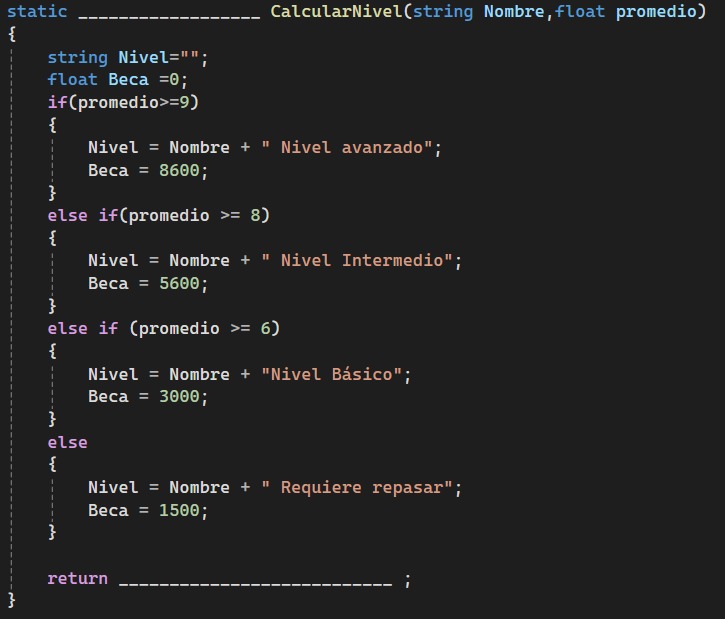 static __________________ CalcularNivel(string Nombre,float promedio)
{
string Nivel="";
float Beca =0;
if(promedio>=9)
{
Nivel = Nombre + " Nivel avanzado";
Beca = 8600;
}
else if(promedio >= 8)
{
Nivel = Nombre + " Nivel Intermedio";
Beca = 5600;
}
else if (promedio >= 6)
{
Nivel = Nombre + "Nivel Básico";
Beca = 3000;
}
else
{
Nivel = Nombre + " Requiere repasar";
Beca = 1500;
}
return ___________________________ ;
}